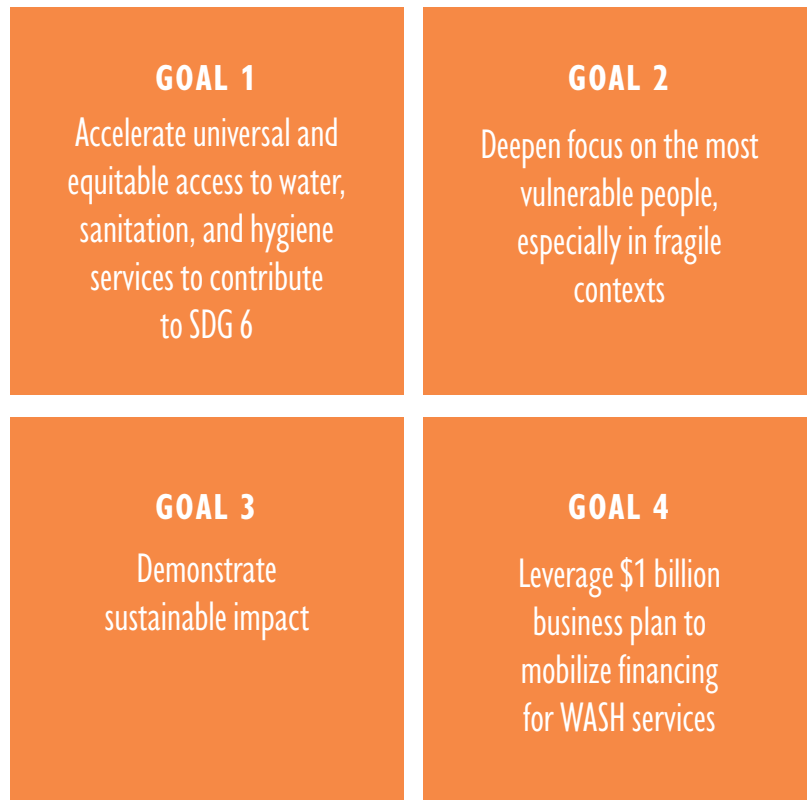 GOAL 1
Accelerate universal and
equitable access to water,
sanitation, and hygiene
services to contribute
to SDG 6
GOAL 2
Deepen focus on the most
vulnerable people,
especially in fragile
contexts
GOAL 3
Demonstrate
sustainable impact
GOAL 4
Leverage $1 billion
business plan to
mobilize financing
for WASH services